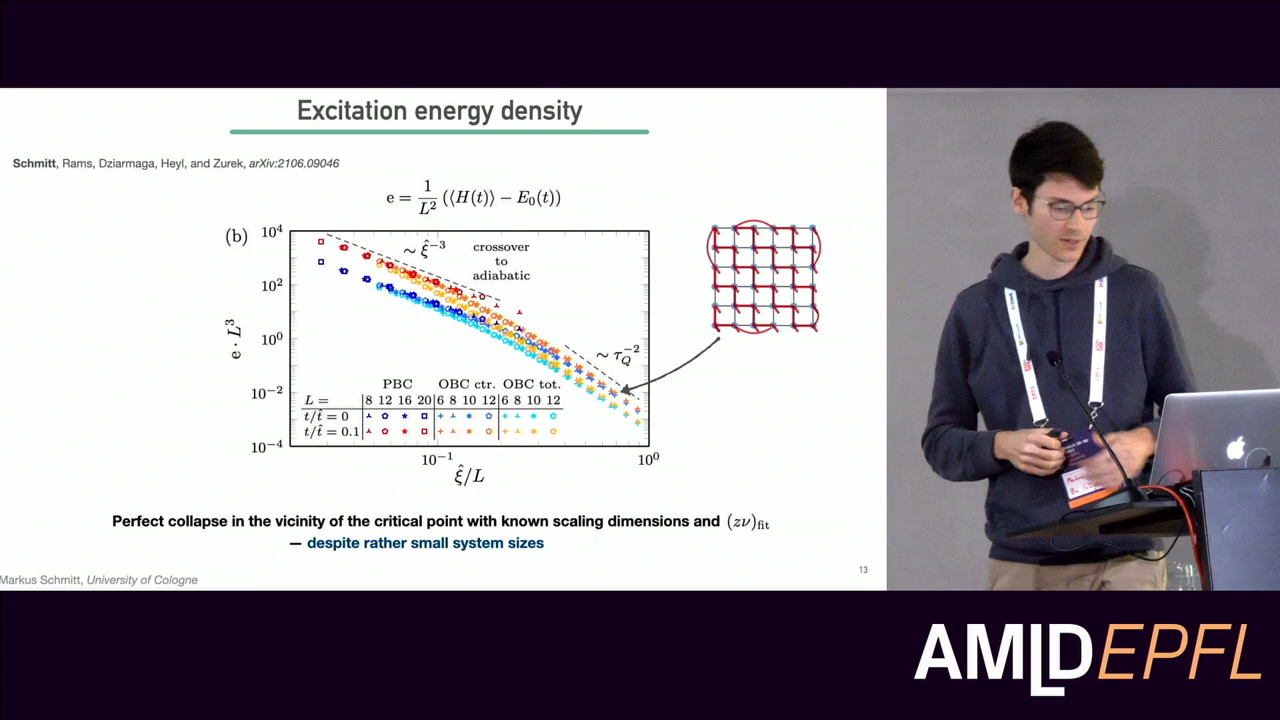 Excitation energy density
Schmitt, Rams, Dziarmaga, Heyl, and Zurek, arXiv:2106.09046
e = 1/L² (⟨H(t)⟩ − E₀(t))
(b)
10⁴
10²
10⁰
10⁻²
10⁻⁴
e · L³
∼ ξ̂⁻³
crossover
to
adiabatic
∼ τ_Q⁻²
PBC OBC ctr. OBC tot.
L = 8 12 16 20 6 8 10 12 6 8 10 12
t/t̂ = 0
t/t̂ = 0.1
10⁻¹ 10⁰
ξ̂/L
Perfect collapse in the vicinity of the critical point with known scaling dimensions and (zν)fit
— despite rather small system sizes
Markus Schmitt, University of Cologne
13
AMLDEPFL